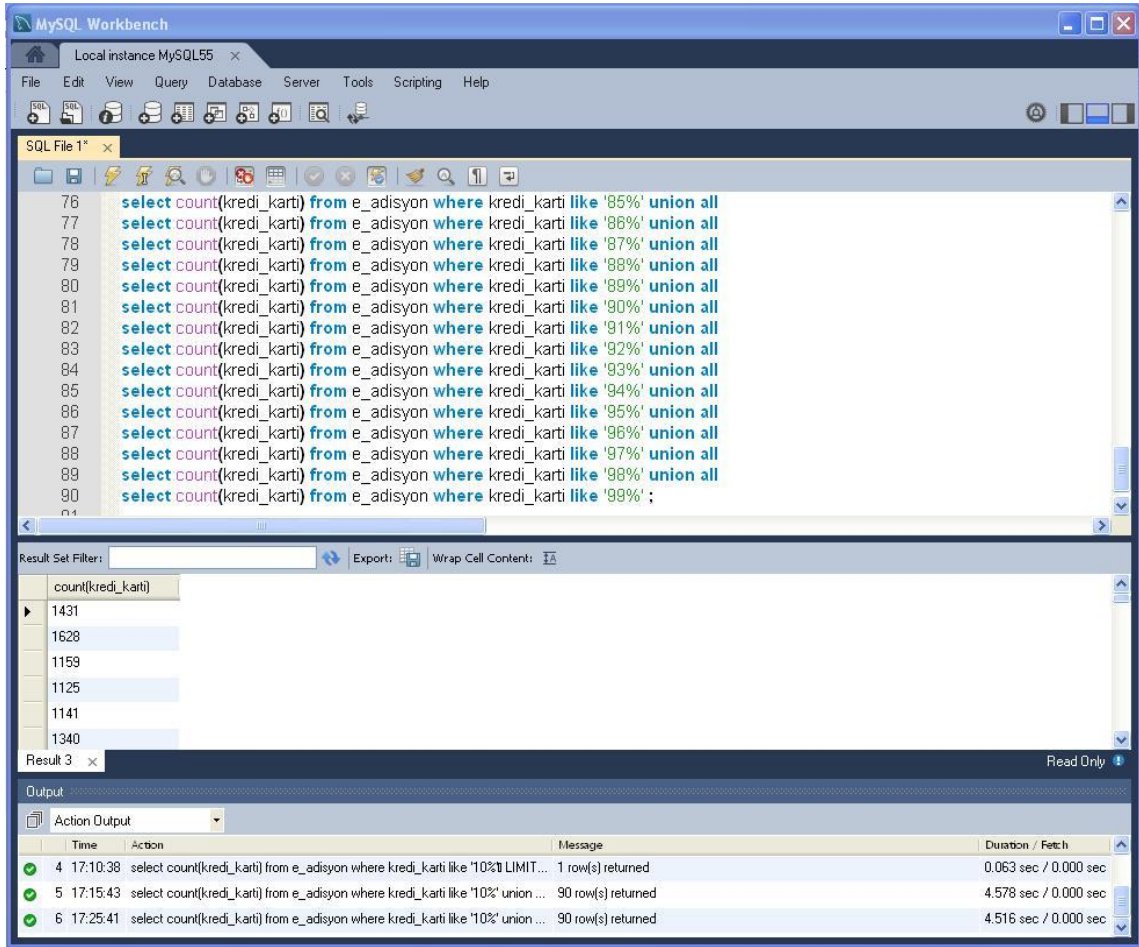 MySQL Workbench
Local instance MySQL55
File Edit View Query Database Server Tools Scripting Help
SQL File 1*
76 select count(kredi_karti) from e_adisyon where kredi_karti like '85%' union all
77 select count(kredi_karti) from e_adisyon where kredi_karti like '86%' union all
78 select count(kredi_karti) from e_adisyon where kredi_karti like '87%' union all
79 select count(kredi_karti) from e_adisyon where kredi_karti like '88%' union all
80 select count(kredi_karti) from e_adisyon where kredi_karti like '89%' union all
81 select count(kredi_karti) from e_adisyon where kredi_karti like '90%' union all
82 select count(kredi_karti) from e_adisyon where kredi_karti like '91%' union all
83 select count(kredi_karti) from e_adisyon where kredi_karti like '92%' union all
84 select count(kredi_karti) from e_adisyon where kredi_karti like '93%' union all
85 select count(kredi_karti) from e_adisyon where kredi_karti like '94%' union all
86 select count(kredi_karti) from e_adisyon where kredi_karti like '95%' union all
87 select count(kredi_karti) from e_adisyon where kredi_karti like '96%' union all
88 select count(kredi_karti) from e_adisyon where kredi_karti like '97%' union all
89 select count(kredi_karti) from e_adisyon where kredi_karti like '98%' union all
90 select count(kredi_karti) from e_adisyon where kredi_karti like '99%' ;
Result Set Filter: Export: Wrap Cell Content:
count(kredi_karti)
1431
1628
1159
1125
1141
1340
Result 3 Read Only
Output
Action Output
Time Action Message Duration / Fetch
4 17:10:38 select count(kredi_karti) from e_adisyon where kredi_karti like '10% LIMIT... 1 row(s) returned 0.063 sec / 0.000 sec
5 17:15:43 select count(kredi_karti) from e_adisyon where kredi_karti like '10%' union ... 90 row(s) returned 4.578 sec / 0.000 sec
6 17:25:41 select count(kredi_karti) from e_adisyon where kredi_karti like '10%' union ... 90 row(s) returned 4.516 sec / 0.000 sec